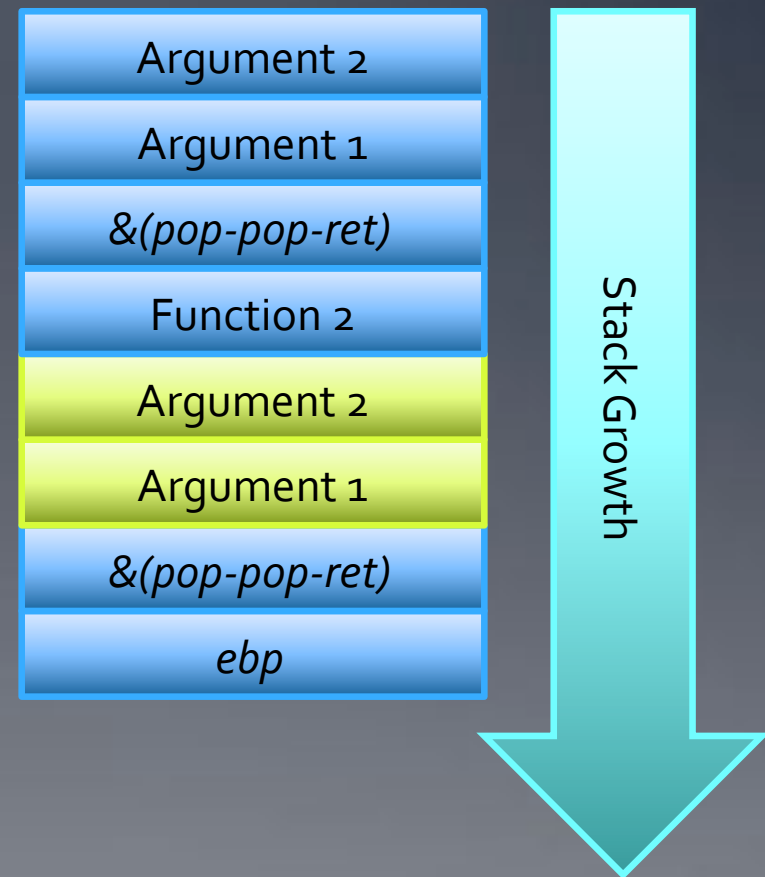 Argument 2
Argument 1
&(pop-pop-ret)
Function 2
Argument 2
Argument 1
&(pop-pop-ret)
ebp
Stack Growth